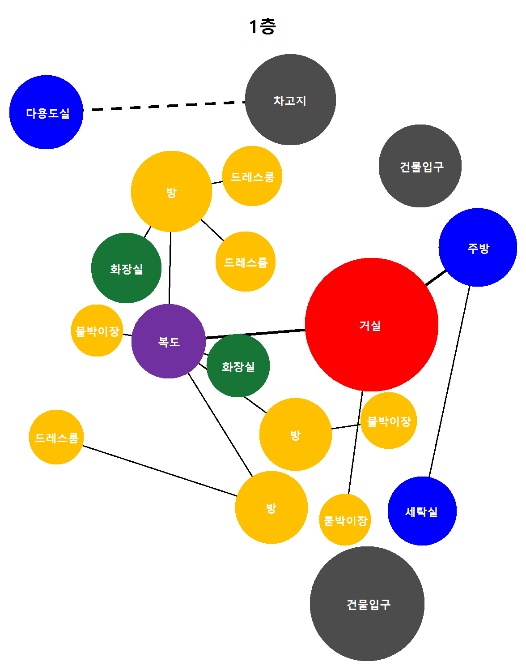 1층
차고지
다용도실
건물입구
드레스룸
방
주방
드레스룸
화장실
거실
붙박이장
복도
화장실
붙박이장
방
드레스룸
방
세탁실
붙박이장
건물입구